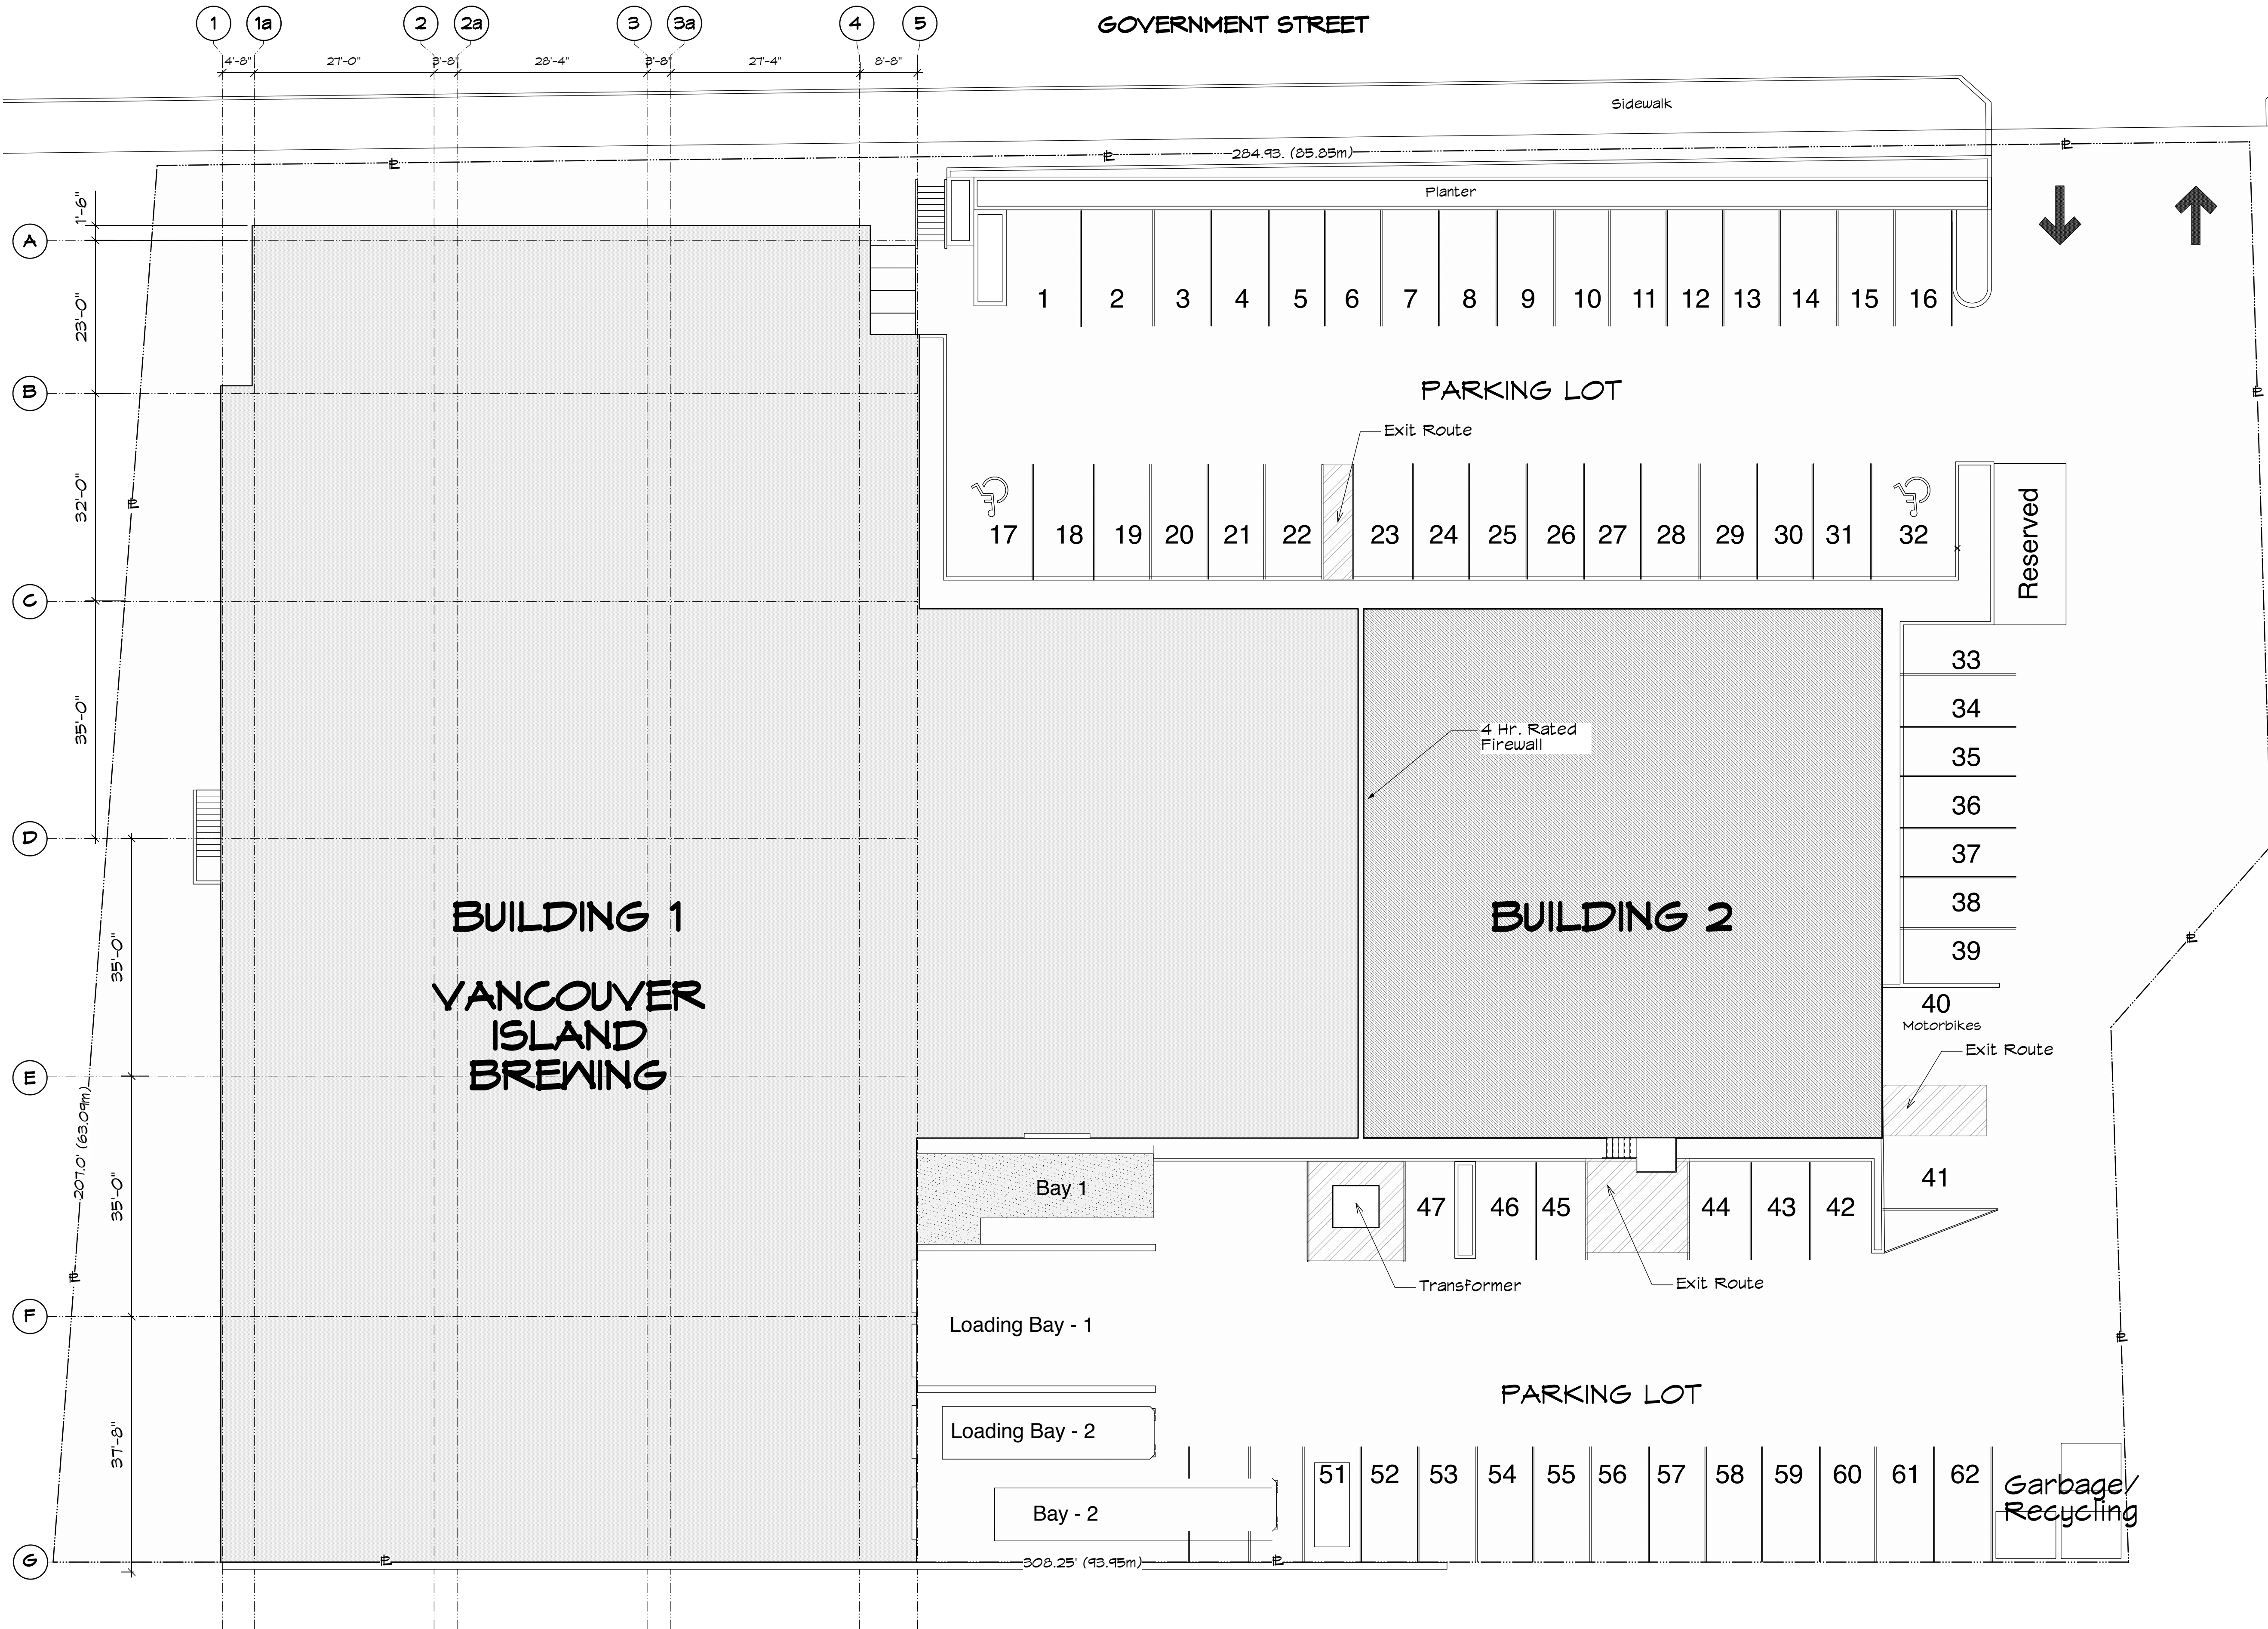 GOVERNMENT STREET
1 1a 2 2a 3 3a 4 5
4'-8" 27'-0" 3'-8" 28'-4" 3'-8" 27'-4" 8'-8"
Sidewalk
284.93. (85.85m)
Planter
1'-6"
A
23'-0"
1 2 3 4 5 6 7 8 9 10 11 12 13 14 15 16
B
PARKING LOT
Exit Route
32'-0"
17 18 19 20 21 22 23 24 25 26 27 28 29 30 31 32
Reserved
C
33
34
35
36
37
38
39
35'-0"
4 Hr. Rated
Firewall
D
BUILDING 1
BUILDING 2
35'-0"
VANCOUVER
ISLAND
BREWING
40
Motorbikes
Exit Route
E
207.0' (63.09m)
35'-0"
Bay 1
41
47 46 45 44 43 42
Transformer
Exit Route
F
Loading Bay - 1
PARKING LOT
37'-8"
Loading Bay - 2
51 52 53 54 55 56 57 58 59 60 61 62
Garbage/
Recycling
Bay - 2
G
308.25' (93.95m)